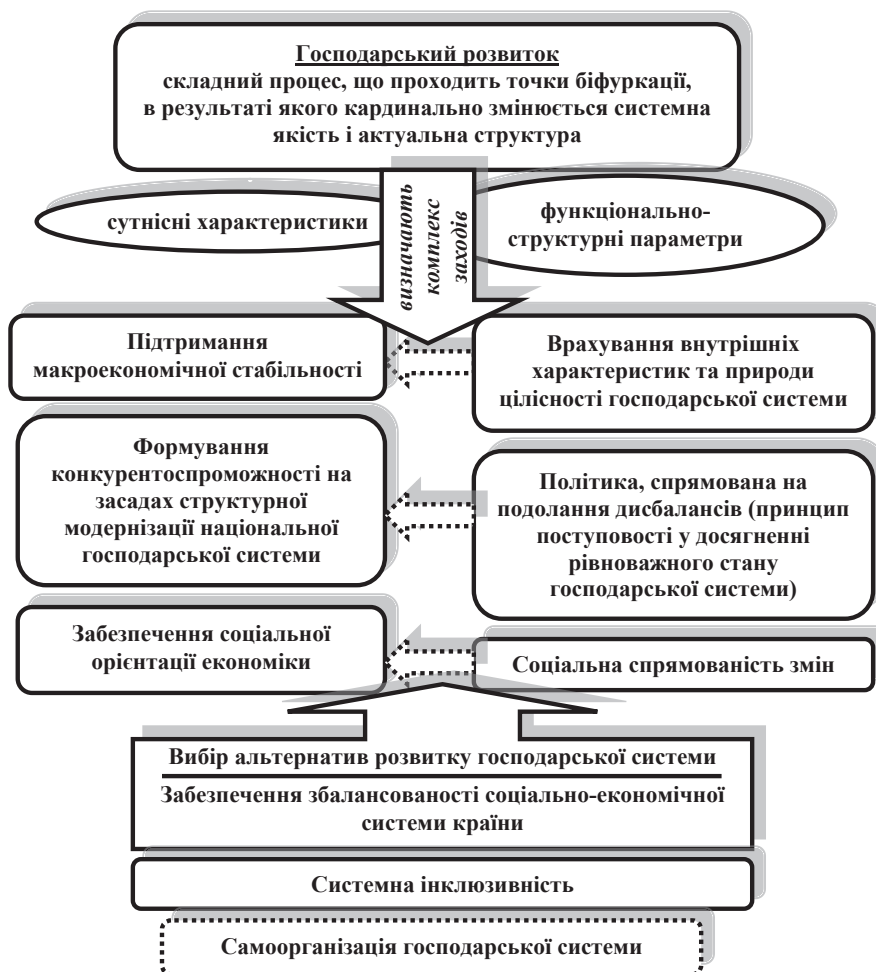 Господарський розвиток
складний процес, що проходить точки біфуркації,
в результаті якого кардинально змінюється системна
якість і актуальна структура
сутнісні характеристики
визначають
комплекс
заходів
функціонально-
структурні параметри
Підтримання
макроекономічної стабільності
Врахування внутрішніх
характеристик та природи
цілісності господарської системи
Формування
конкурентоспроможності на
засадах структурної
модернізації національної
господарської системи
Політика, спрямована на
подолання дисбалансів (принцип
поступовості у досягненні
рівноважного стану
господарської системи)
Забезпечення соціальної
орієнтації економіки
Соціальна спрямованість змін
Вибір альтернатив розвитку господарської системи
Забезпечення збалансованості соціально-економічної
системи країни
Системна інклюзивність
Самоорганізація господарської системи